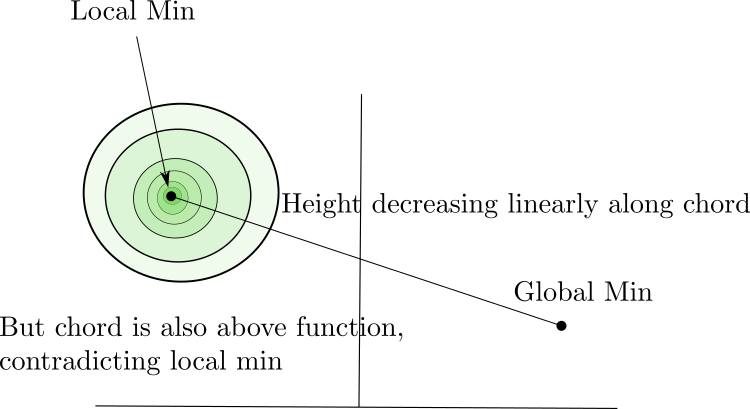 Local Min
Height decreasing linearly along chord
Global Min
But chord is also above function,
contradicting local min